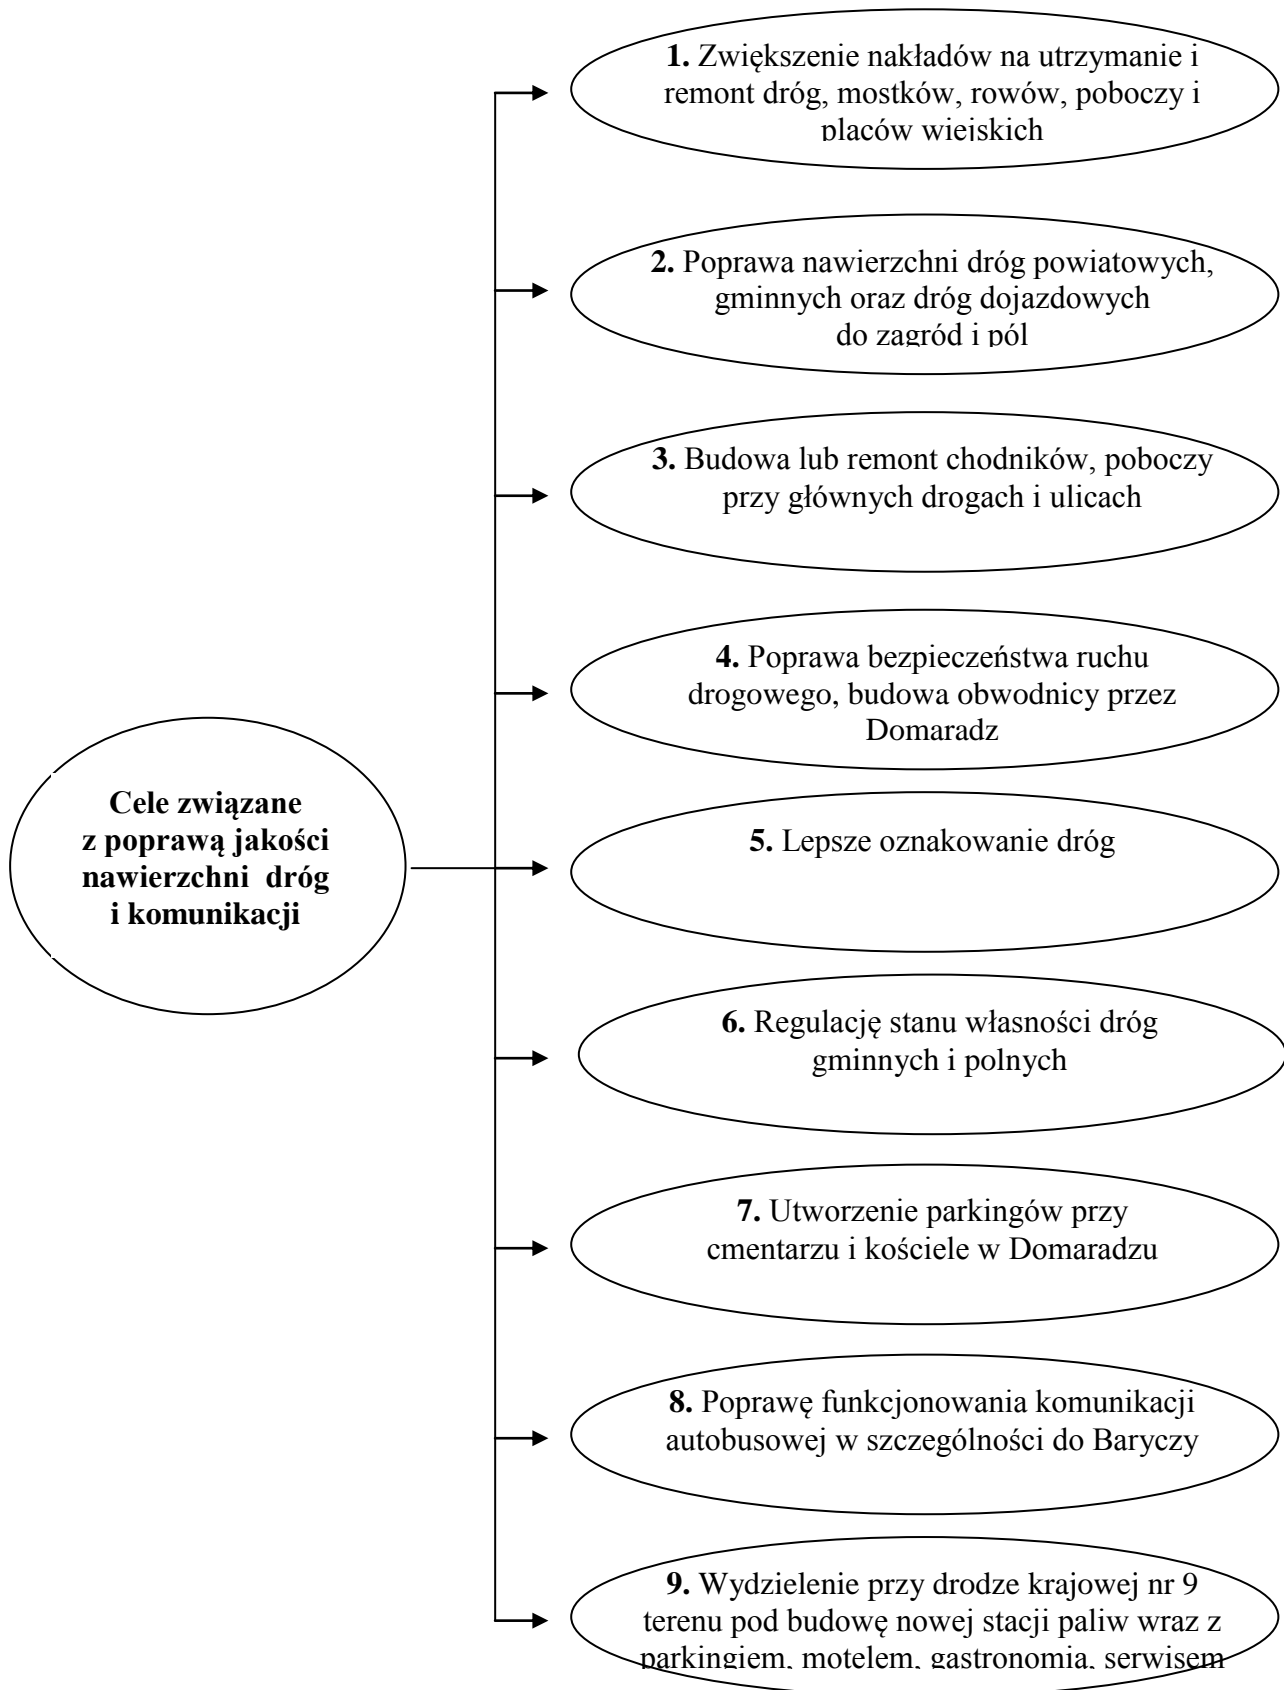 1. Zwiększenie nakładów na utrzymanie i
remont dróg, mostków, rowów, poboczy i
placów wiejskich
2. Poprawa nawierzchni dróg powiatowych,
gminnych oraz dróg dojazdowych
do zagród i pól
3. Budowa lub remont chodników, poboczy
przy głównych drogach i ulicach
4. Poprawa bezpieczeństwa ruchu
drogowego, budowa obwodnicy przez
Domaradz
Cele związane
z poprawą jakości
nawierzchni dróg
i komunikacji
5. Lepsze oznakowanie dróg
6. Regulację stanu własności dróg
gminnych i polnych
7. Utworzenie parkingów przy
cmentarzu i kościele w Domaradzu
8. Poprawę funkcjonowania komunikacji
autobusowej w szczególności do Baryczy
9. Wydzielenie przy drodze krajowej nr 9
terenu pod budowę nowej stacji paliw wraz z
parkingiem, motelem, gastronomią, serwisem